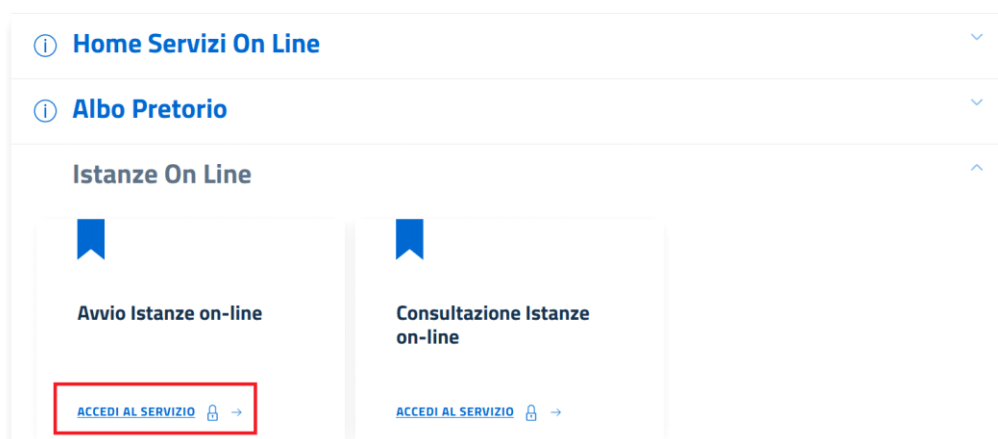 Home Servizi On Line
Albo Pretorio
Istanze On Line
Avvio Istanze on-line
Consultazione Istanze
on-line
ACCEDI AL SERVIZIO
ACCEDI AL SERVIZIO